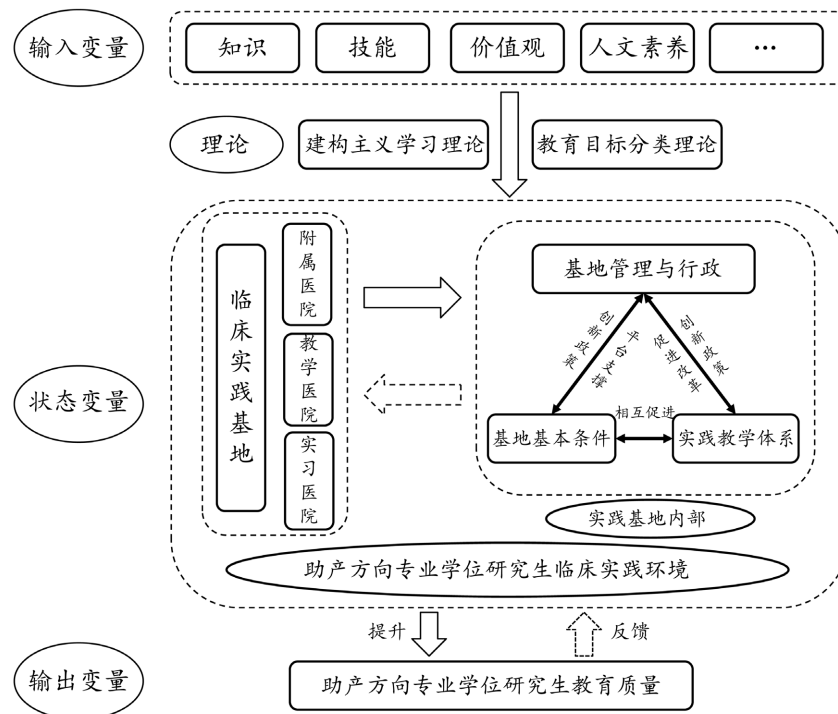 输入变量
知识
技能
价值观
人文素养
…
理论
建构主义学习理论
教育目标分类理论
状态变量
临床实践基地
附属医院
教学医院
实习医院
基地管理与行政
创新政策
平台支撑
促进改革
创新政策
相互促进
基地基本条件
实践教学体系
实践基地内部
助产方向专业学位研究生临床实践环境
提升
反馈
输出变量
助产方向专业学位研究生教育质量